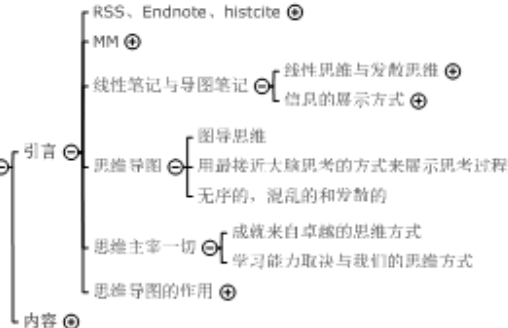 RSS、Endnote、histcite
MM
线性笔记与导图笔记
线性思维与发散思维
信息的展示方式
引言
思维导图
图导思维
用最接近大脑思考的方式来展示思考过程
无序的，混乱的和发散的
思维主宰一切
成就来自卓越的思维方式
学习能力取决与我们的思维方式
思维导图的作用
内容